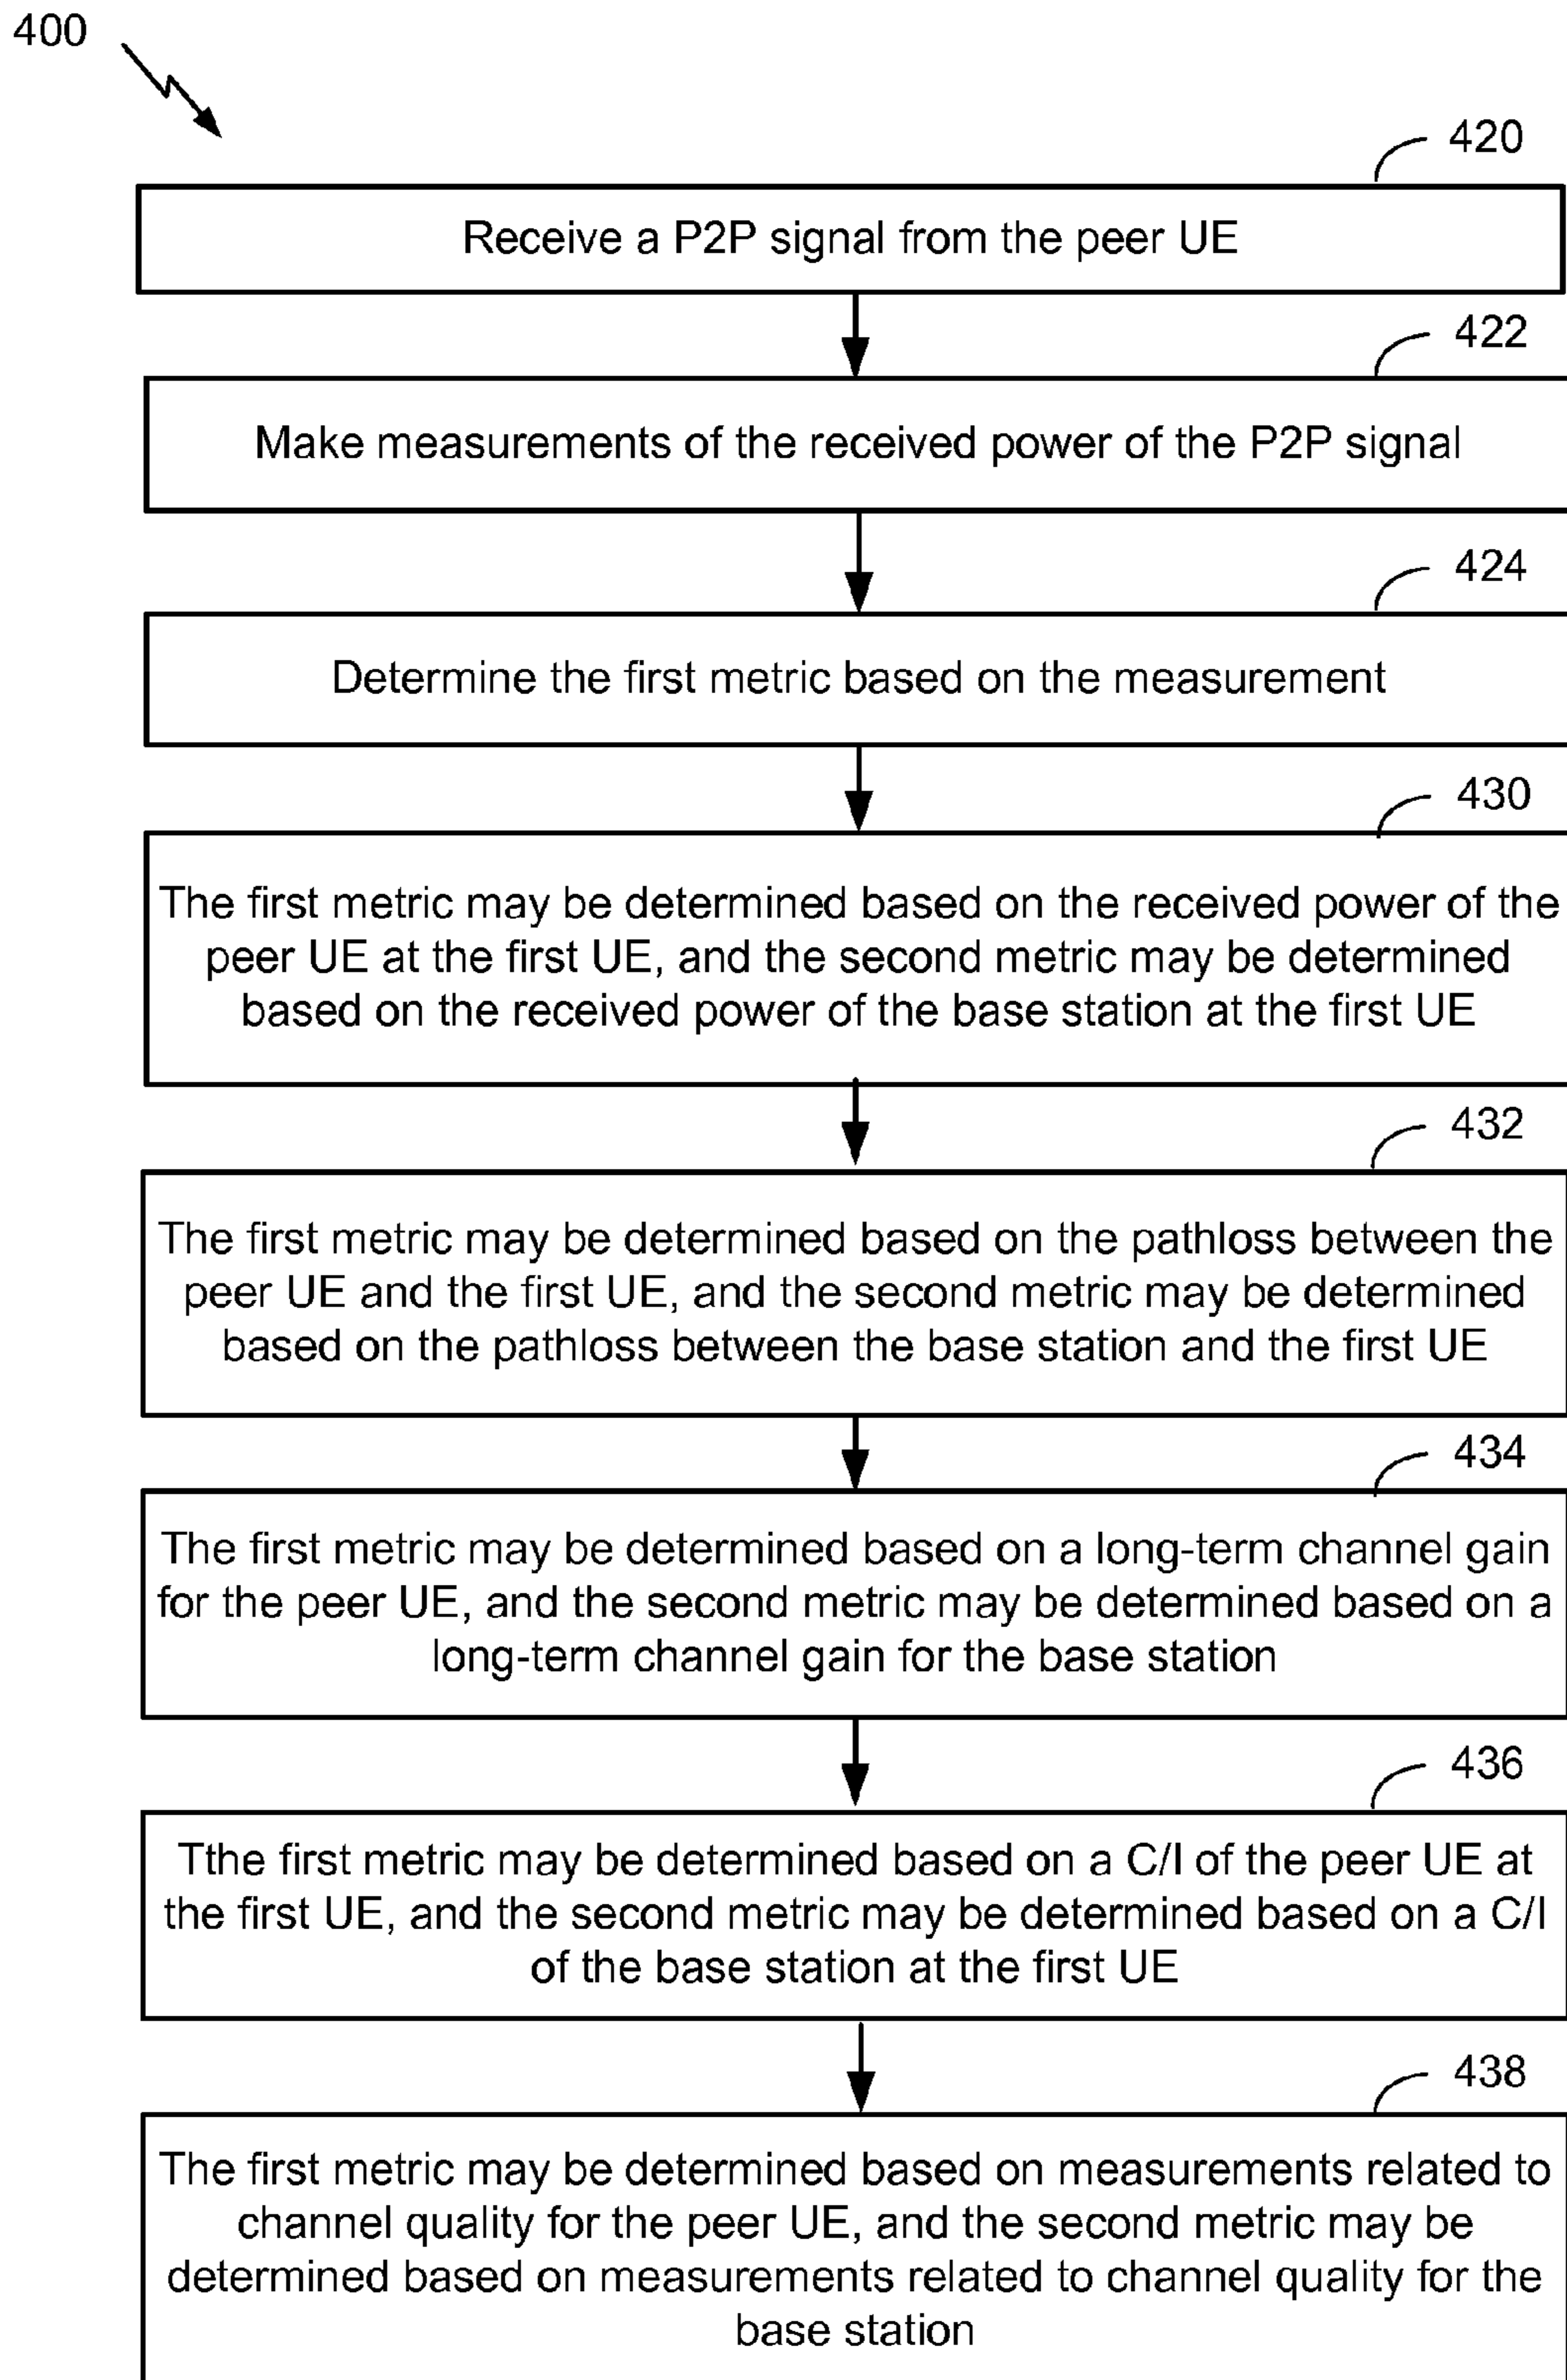 400
420
Receive a P2P signal from the peer UE
422
Make measurements of the received power of the P2P signal
424
Determine the first metric based on the measurement
430
The first metric may be determined based on the received power of the
peer UE at the first UE, and the second metric may be determined
based on the received power of the base station at the first UE
432
The first metric may be determined based on the pathloss between the
peer UE and the first UE, and the second metric may be determined
based on the pathloss between the base station and the first UE
434
The first metric may be determined based on a long-term channel gain
for the peer UE, and the second metric may be determined based on a
long-term channel gain for the base station
436
Tthe first metric may be determined based on a C/I of the peer UE at
the first UE, and the second metric may be determined based on a C/I
of the base station at the first UE
438
The first metric may be determined based on measurements related to
channel quality for the peer UE, and the second metric may be
determined based on measurements related to channel quality for the
base station